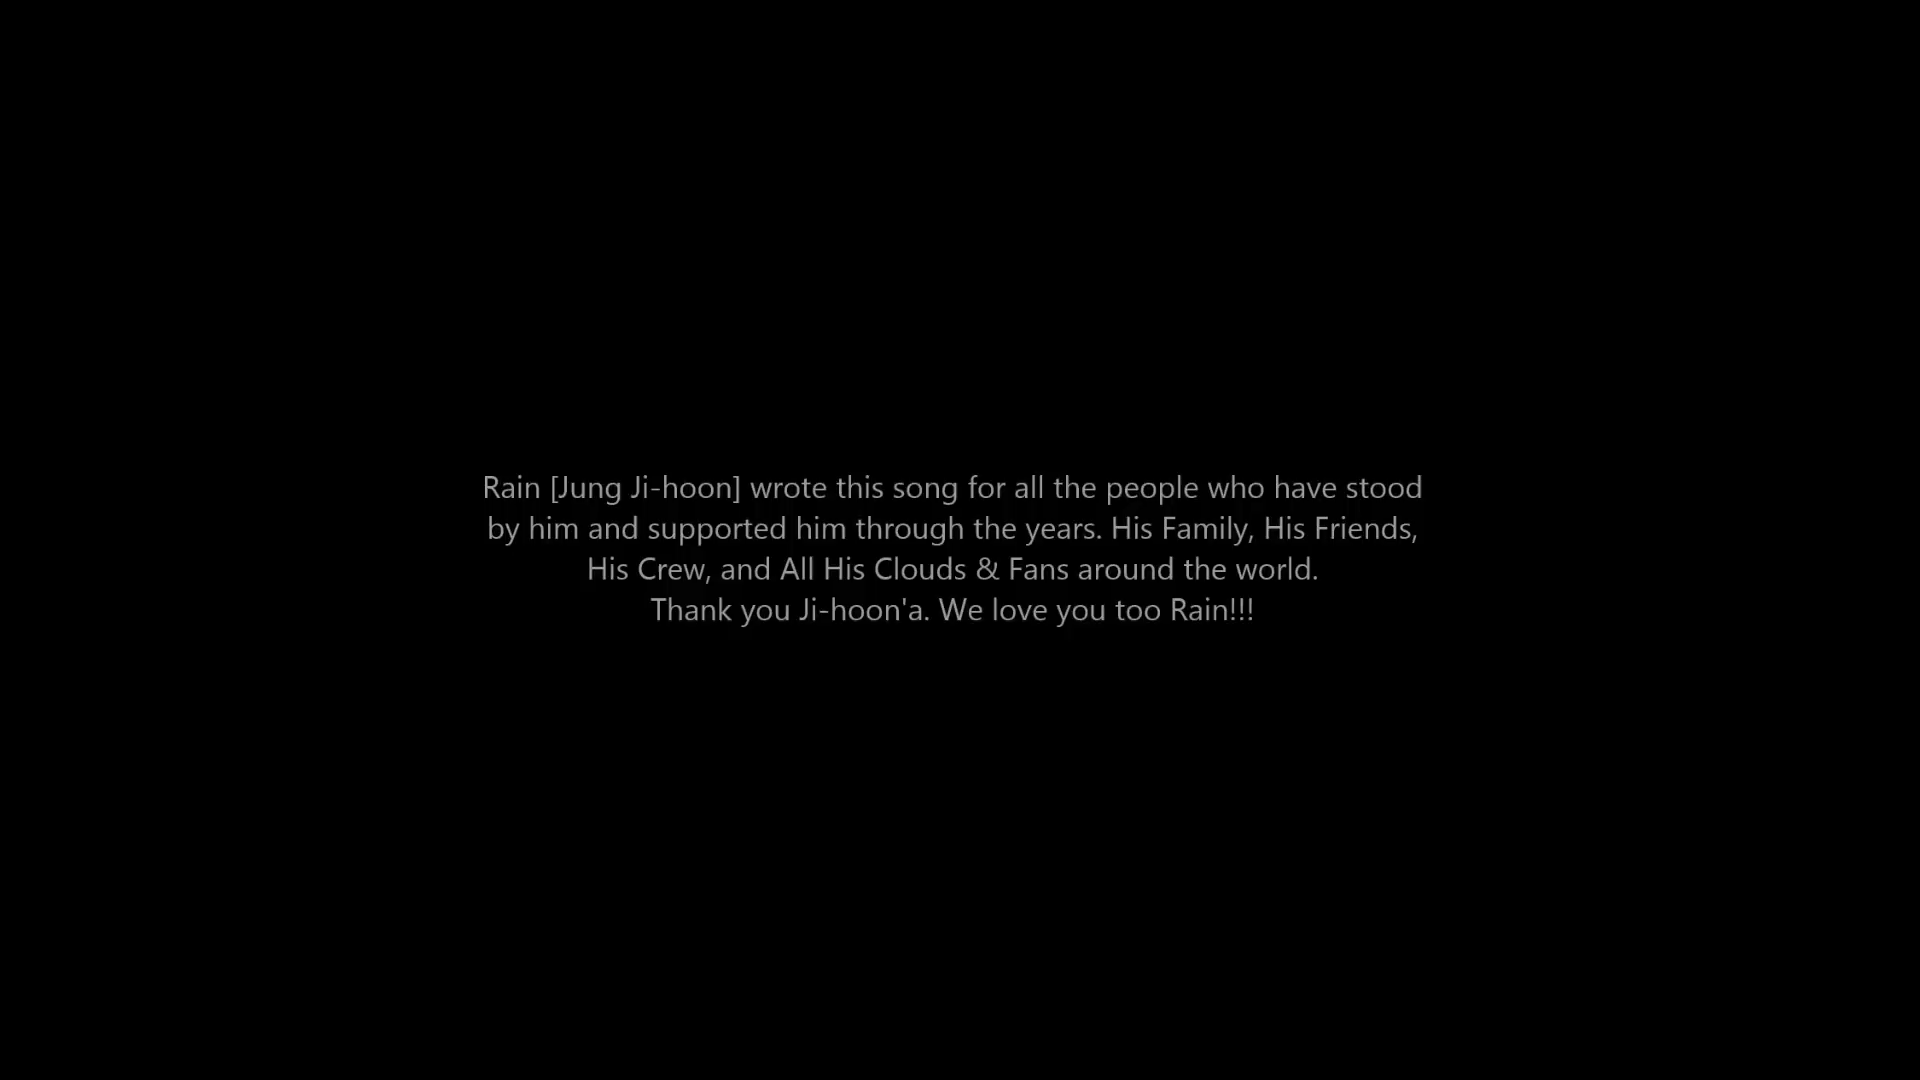 Rain [Jung Ji-hoon] wrote this song for all the people who have stood
by him and supported him through the years. His Family, His Friends,
His Crew, and All His Clouds & Fans around the world.
Thank you Ji-hoon'a. We love you too Rain!!!